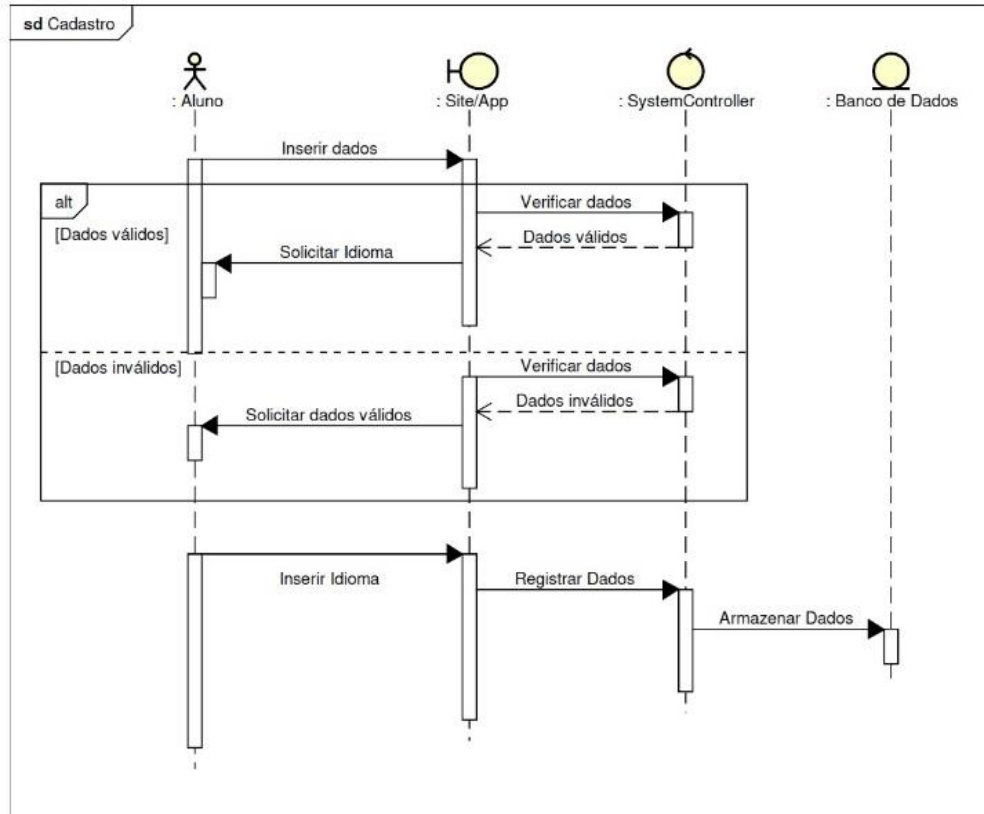 sd Cadastro
: Aluno
: Site/App
: SystemController
: Banco de Dados
Inserir dados
alt
[Dados válidos]
Verificar dados
Dados válidos
Solicitar Idioma
[Dados inválidos]
Verificar dados
Dados inválidos
Solicitar dados válidos
Inserir Idioma
Registrar Dados
Armazenar Dados